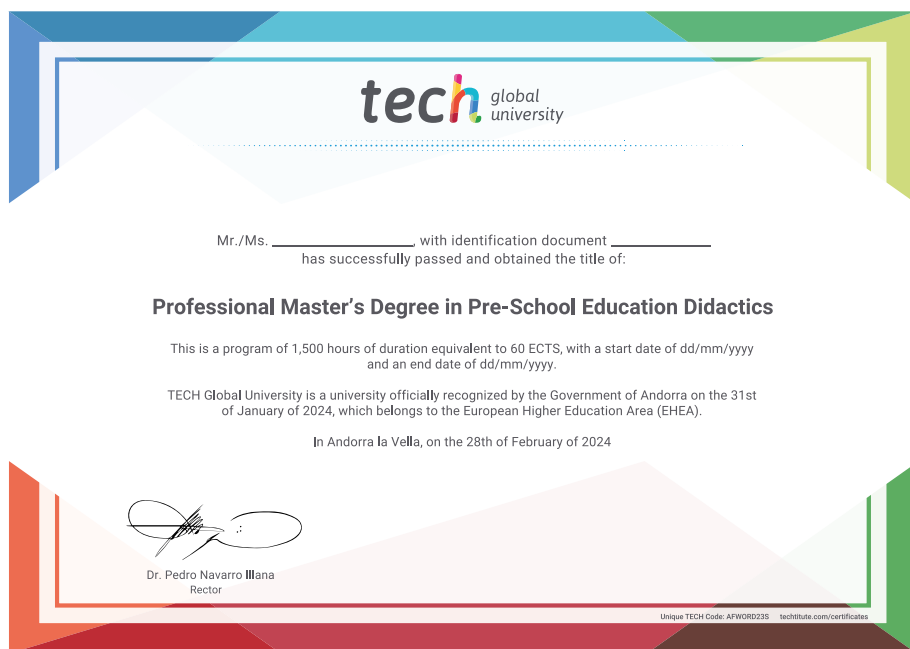 tech global university
Mr./Ms. ____________________, with identification document ______________
has successfully passed and obtained the title of:
Professional Master's Degree in Pre-School Education Didactics
This is a program of 1,500 hours of duration equivalent to 60 ECTS, with a start date of dd/mm/yyyy
and an end date of dd/mm/yyyy.
TECH Global University is a university officially recognized by the Government of Andorra on the 31st
of January of 2024, which belongs to the European Higher Education Area (EHEA).
In Andorra la Vella, on the 28th of February of 2024
Dr. Pedro Navarro Illana
Rector
Unique TECH Code: AFWORD23S techtitute.com/certificates